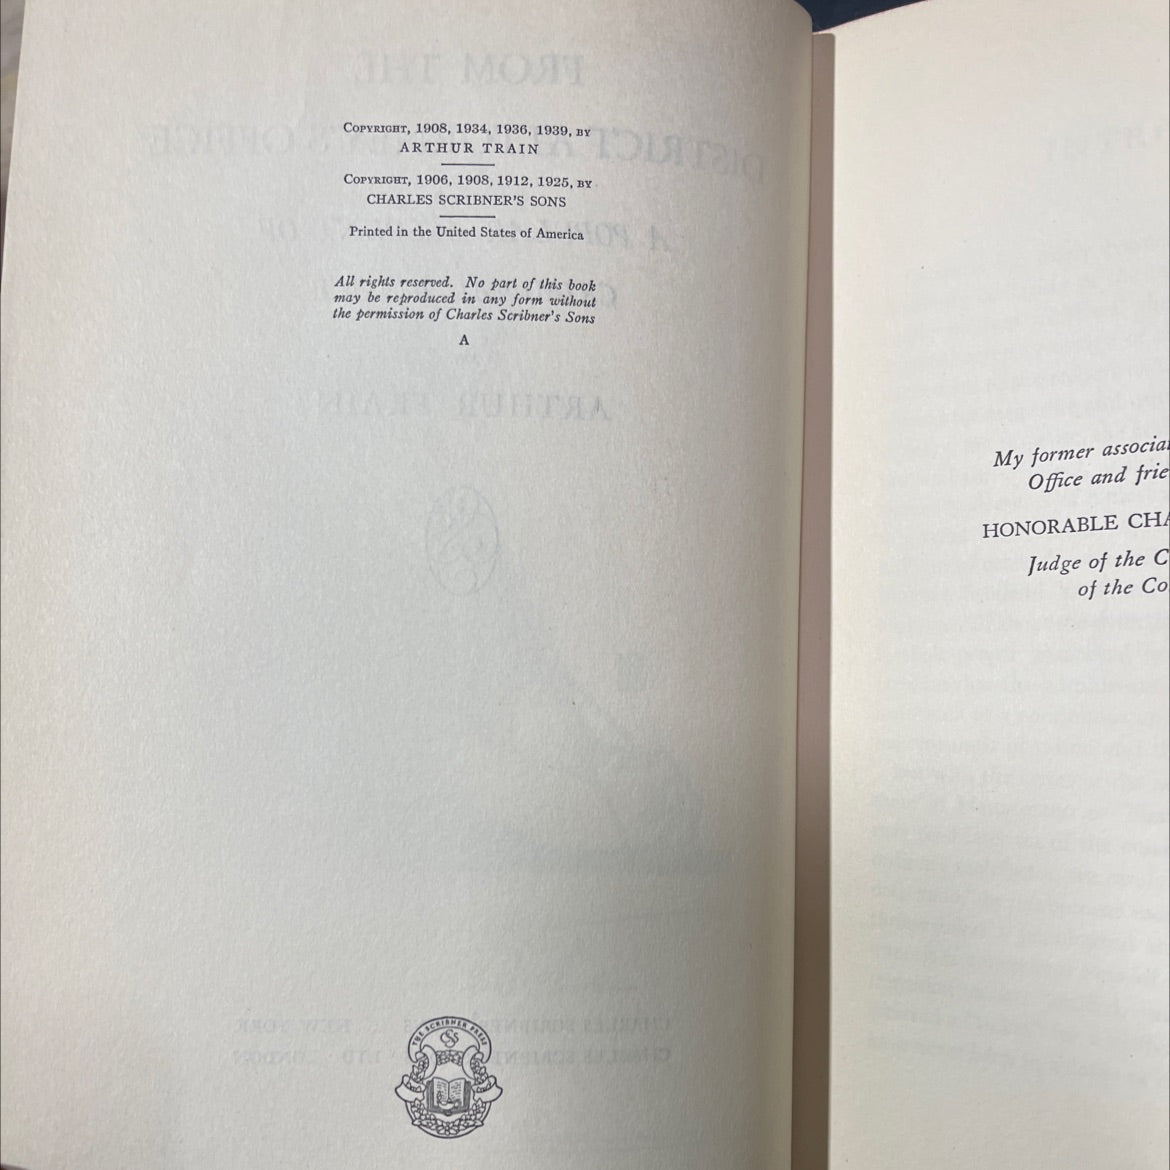 COPYRIGHT, 1908, 1934, 1936, 1939, BY
ARTHUR TRAIN
COPYRIGHT, 1906, 1908, 1912, 1925, BY
CHARLES SCRIBNER'S SONS
Printed in the United States of America
All rights reserved. No part of this book
may be reproduced in any form without
the permission of Charles Scribner's Sons
A
THE SCRIBNER PRESS
CSS
My former associa
Office and frie
HONORABLE CHA
Judge of the C
of the Co